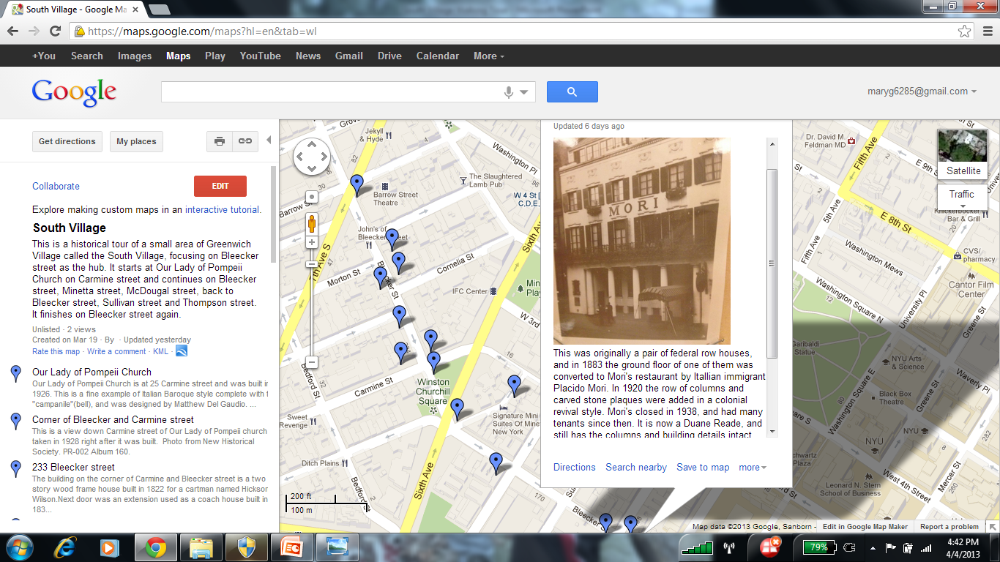 South Village - Google Ma
https://maps.google.com/maps?hl=en&tab=wl
+You Search Images Maps Play YouTube News Gmail Drive Calendar More
Google
maryg6285@gmail.com
Get directions My places
Collaborate EDIT
Explore making custom maps in an interactive tutorial.
South Village
This is a historical tour of a small area of Greenwich
Village called the South Village, focusing on Bleecker
street as the hub. It starts at Our Lady of Pompeii
Church on Carmine street and continues on Bleecker
street, Minetta street, McDougal street, back to
Bleecker street, Sullivan street and Thompson street.
It finishes on Bleecker street again.
Unlisted · 2 views
Created on Mar 19 · By · Updated yesterday
Rate this map · Write a comment · KML ·
Our Lady of Pompeii Church
Our Lady of Pompeii Church is at 25 Carmine street and was built in
1926. This is a fine example of Italian Baroque style complete with
"campanile"(bell), and was designed by Matthew Del Gaudio. ...
Corner of Bleecker and Carmine street
This is a view down Carmine street of Our Lady of Pompeii church
taken in 1928 right after it was built. Photo from New Historical
Society. PR-002 Album 160.
233 Bleecker street
The building on the corner of Carmine and Bleecker street is a two
story wood frame house built in 1822 for a cartman named Hickson
Wilson.Next door was an extension used as a coach house built in
183...
Grove
Jekyll
& Hyde
82
Washington Pl
The Slaughtered
Lamb Pub
Barrow Street
Theatre
W 4 St
C,D,E,
Barrow St
John's of
Bleecker Street
7th Ave S
47
Cornelia St
Sixth Ave
Morton St
Bleecker St
IFC Center
Min
Play
W 3rd
Bedford St
32
Carmine St
Winston
Churchill
Square
Sweet
Revenge
Signature
Suites Of
New York
Ditch Plains
Bedford
Sixth Ave
170
Bleecker S
200 ft
100 m
Updated 6 days ago
MORI
This was originally a pair of federal row houses,
and in 1883 the ground floor of one of them was
converted to Mori's restaurant by Itallian immigrant
Placido Mori. In 1920 the row of columns and
carved stone plaques were added in a colonial
revival style. Mori's closed in 1938, and had many
tenants since then. It is now a Duane Reade, and
still has the columns and building details intact
Directions Search nearby Save to map more
Dr. David M.
Feldman MD
Fifth Ave
E 9th S
Satellite
5th Ave
Traffic
Knickerbocker
Bar & Grill
E 8th St
Fifth Ave
Washington Mews
CVS/
pharmacy
12
Cantor Film
Center
Washington Square N
University Pl
Greene St
Garibaldi
Statue
NYU Arts &
Science
Waverly Pl
Washington Square E
80
Black Box
Theatre
Greene St
NYU
NYU
282
Schwartz
Plaza
West 4th Street
Leonard N. Stern
School of Business
Mercer St
260
Map data ©2013 Google, Sanborn - Edit in Google Map Maker Report a problem
79%
4:42 PM
4/4/2013